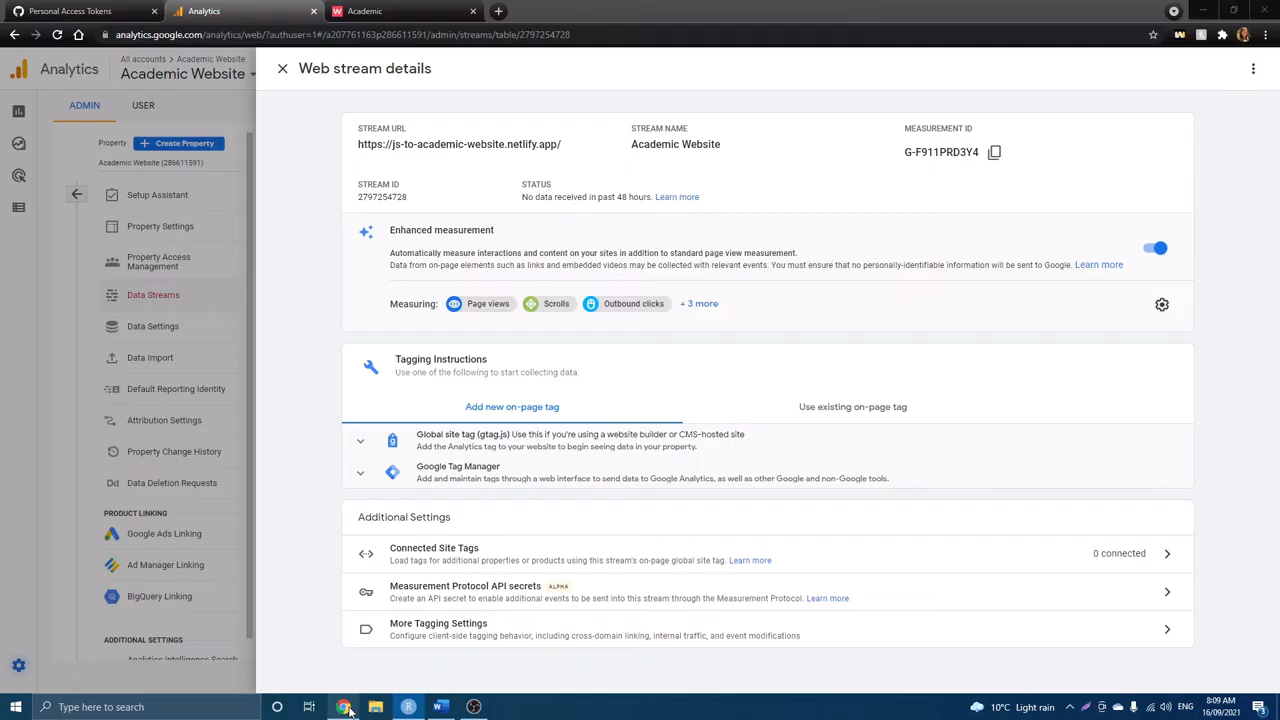 Personal Access Tokens
Analytics
Academic
analytics.google.com/analytics/web/?authuser=1#/a207761163p286611591/admin/streams/table/2797254728
Analytics
All accounts > Academic Website
Academic Website
Web stream details
ADMIN
USER
Property
Create Property
Academic Website (286611591)
Setup Assistant
Property Settings
Property Access
Management
Data Streams
Data Settings
Data Import
Default Reporting Identity
Attribution Settings
Property Change History
Dd Data Deletion Requests
PRODUCT LINKING
Google Ads Linking
Ad Manager Linking
BigQuery Linking
ADDITIONAL SETTINGS
Analytics Intelligence Search
STREAM URL
https://js-to-academic-website.netlify.app/
STREAM NAME
Academic Website
MEASUREMENT ID
G-F911PRD3Y4
STREAM ID
2797254728
STATUS
No data received in past 48 hours. Learn more
Enhanced measurement
Automatically measure interactions and content on your sites in addition to standard page view measurement.
Data from on-page elements such as links and embedded videos may be collected with relevant events. You must ensure that no personally-identifiable information will be sent to Google. Learn more
Measuring: Page views Scrolls Outbound clicks + 3 more
Tagging Instructions
Use one of the following to start collecting data.
Add new on-page tag
Use existing on-page tag
Global site tag (gtag.js) Use this if you're using a website builder or CMS-hosted site
Add the Analytics tag to your website to begin seeing data in your property.
Google Tag Manager
Add and maintain tags through a web interface to send data to Google Analytics, as well as other Google and non-Google tools.
Additional Settings
Connected Site Tags
Load tags for additional properties or products using this stream's on-page global site tag. Learn more
0 connected
Measurement Protocol API secrets ALPHA
Create an API secret to enable additional events to be sent into this stream through the Measurement Protocol. Learn more
More Tagging Settings
Configure client-side tagging behavior, including cross-domain linking, internal traffic, and event modifications
Type here to search
10°C Light rain
ENG
8:09 AM
16/09/2021
3